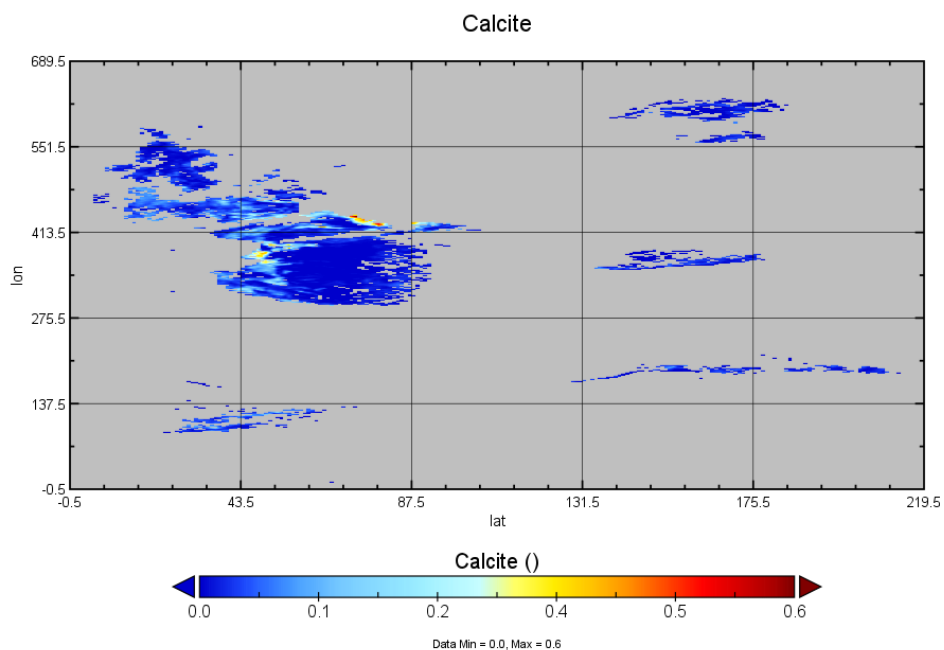 Calcite
689.5
551.5
413.5
275.5
137.5
-0.5
lon
-0.5 43.5 87.5 131.5 175.5 219.5
lat
Calcite ()
0.0 0.1 0.2 0.4 0.5 0.6
Data Min = 0.0, Max = 0.6